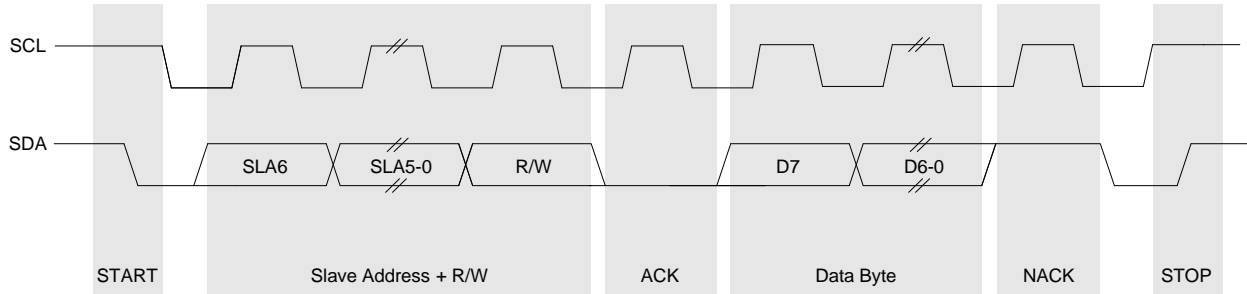 SCL
SDA
SLA6 SLA5-0 R/W D7 D6-0
START Slave Address + R/W ACK Data Byte NACK STOP